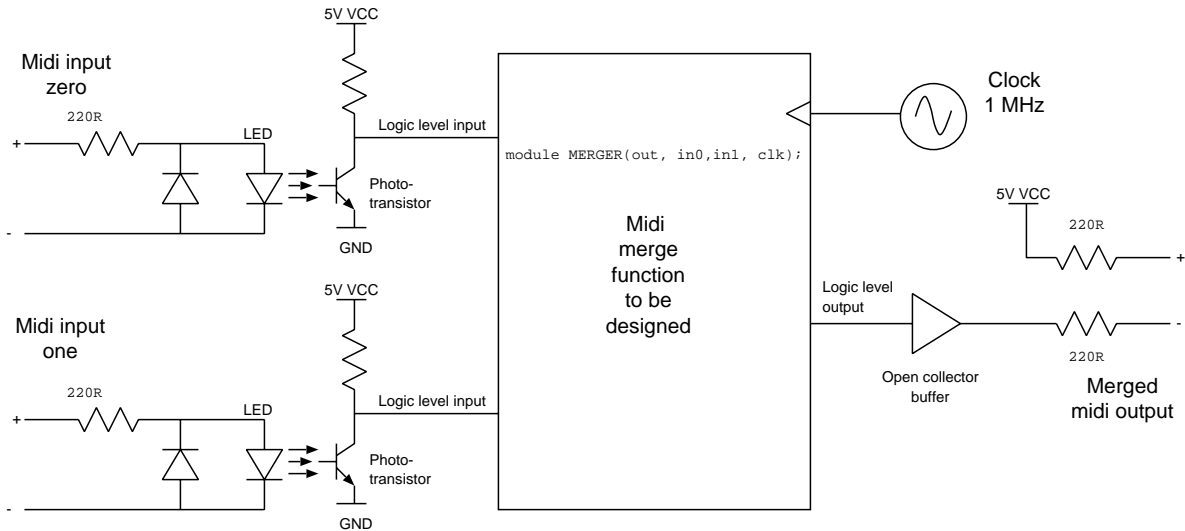 5V VCC
Midi input
zero
220R
+
LED
Logic level input
Photo-
transistor
-
GND
5V VCC
Midi input
one
220R
+
LED
Logic level input
Photo-
transistor
-
GND
module MERGER(out, in0,in1, clk);
Midi
merge
function
to be
designed
Clock
1 MHz
5V VCC
220R
+
Logic level
output
-
220R
Open collector
buffer
Merged
midi output